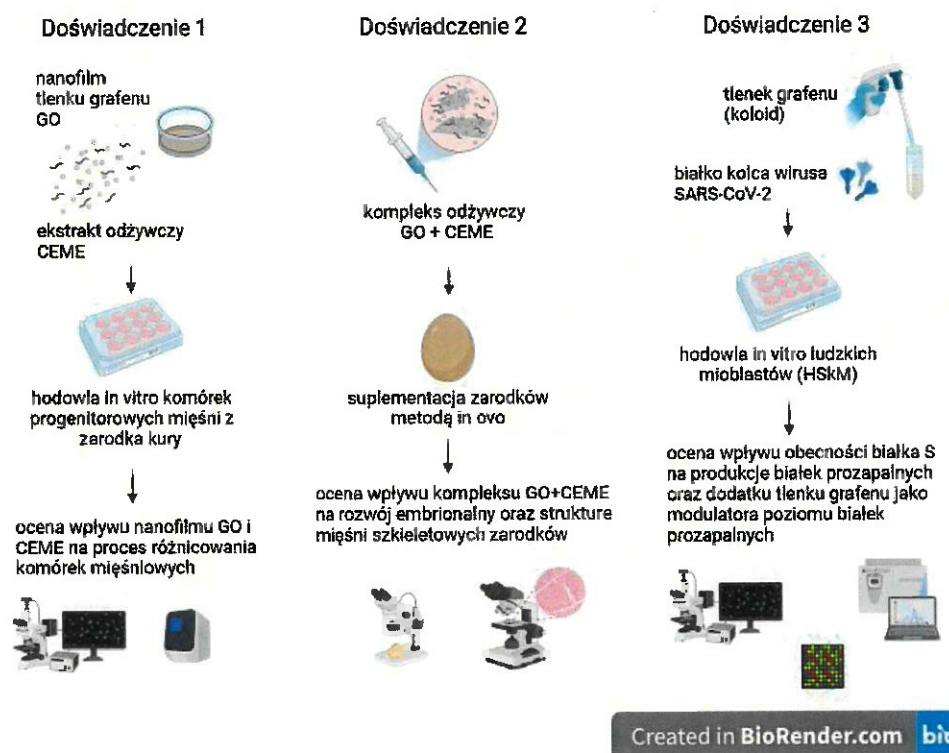 Doświadczenie 1
nanofilm
tlenku grafenu
GO
ekstrakt odżywczy
CEME
hodowla in vitro komórek
progenitorowych mięśni z
zarodka kury
ocena wpływu nanofilmu GO i
CEME na proces różnicowania
komórek mięśniowych
Doświadczenie 2
kompleks odżywczy
GO + CEME
suplementacja zarodków
metodą in ovo
ocena wpływu kompleksu GO+CEME
na rozwój embrionalny oraz strukture
mięśni szkieletowych zarodków
Doświadczenie 3
tlenek grafenu
(koloid)
białko kolca wirusa
SARS-CoV-2
hodowla in vitro ludzkich
mioblastów (HSkM)
ocena wpływu obecności białka S
na produkcje białek prozapalnych
oraz dodatku tlenku grafenu jako
modulatora poziomu białek
prozapalnych
Created in BioRender.com